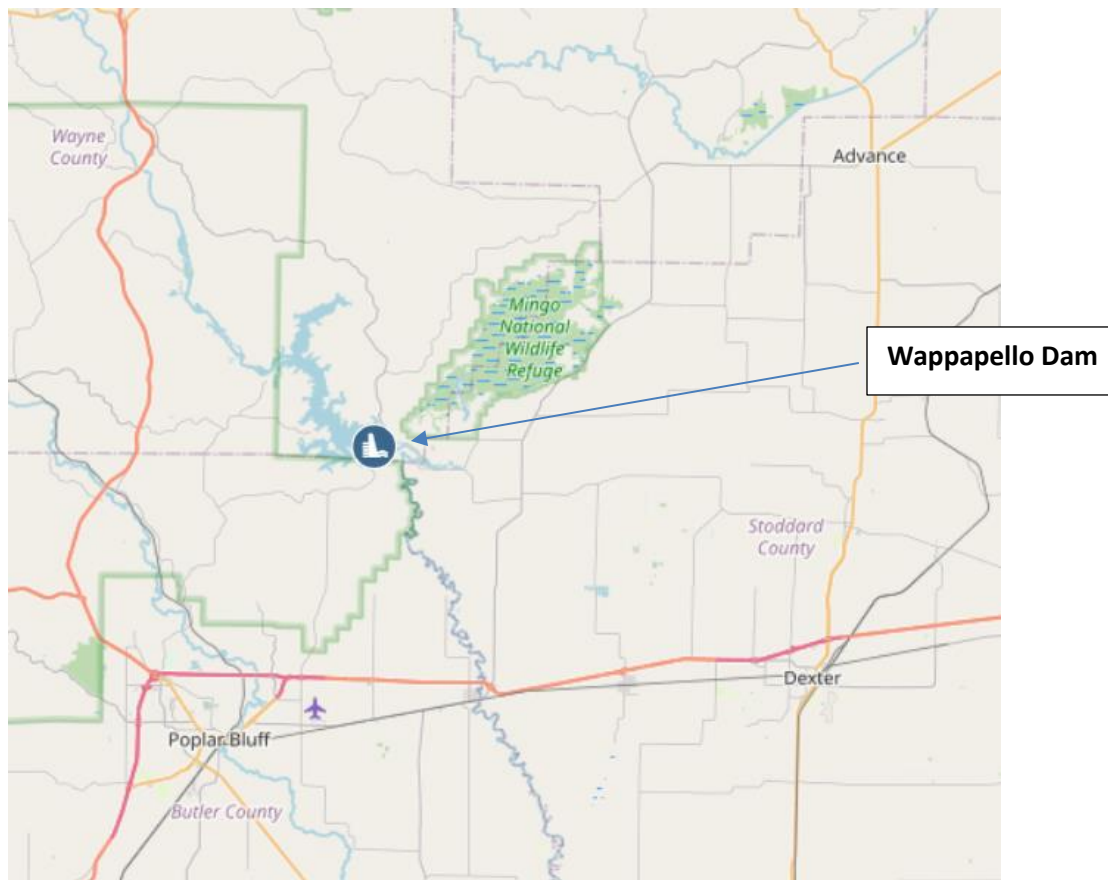 Wayne
County
Advance
Mingo
National
Wildlife
Refuge
Wappapello Dam
Stoddard
County
Dexter
Poplar Bluff
Butler County